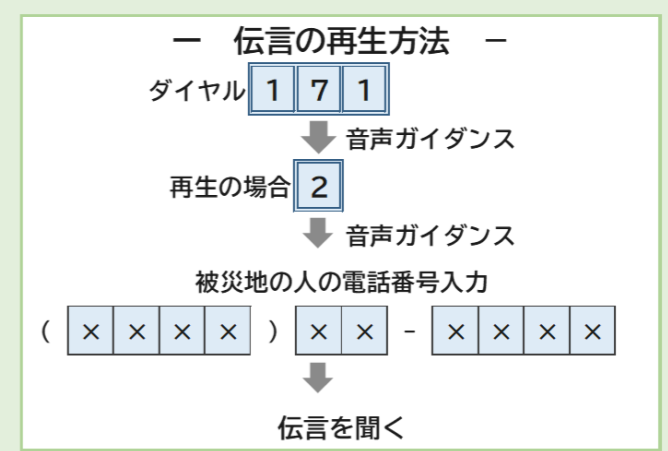 ー 伝言の再生方法 －
ダイヤル 1 7 1
音声ガイダンス
再生の場合 2
音声ガイダンス
被災地の人の電話番号入力
( × × × × ) × × - × × × ×
伝言を聞く